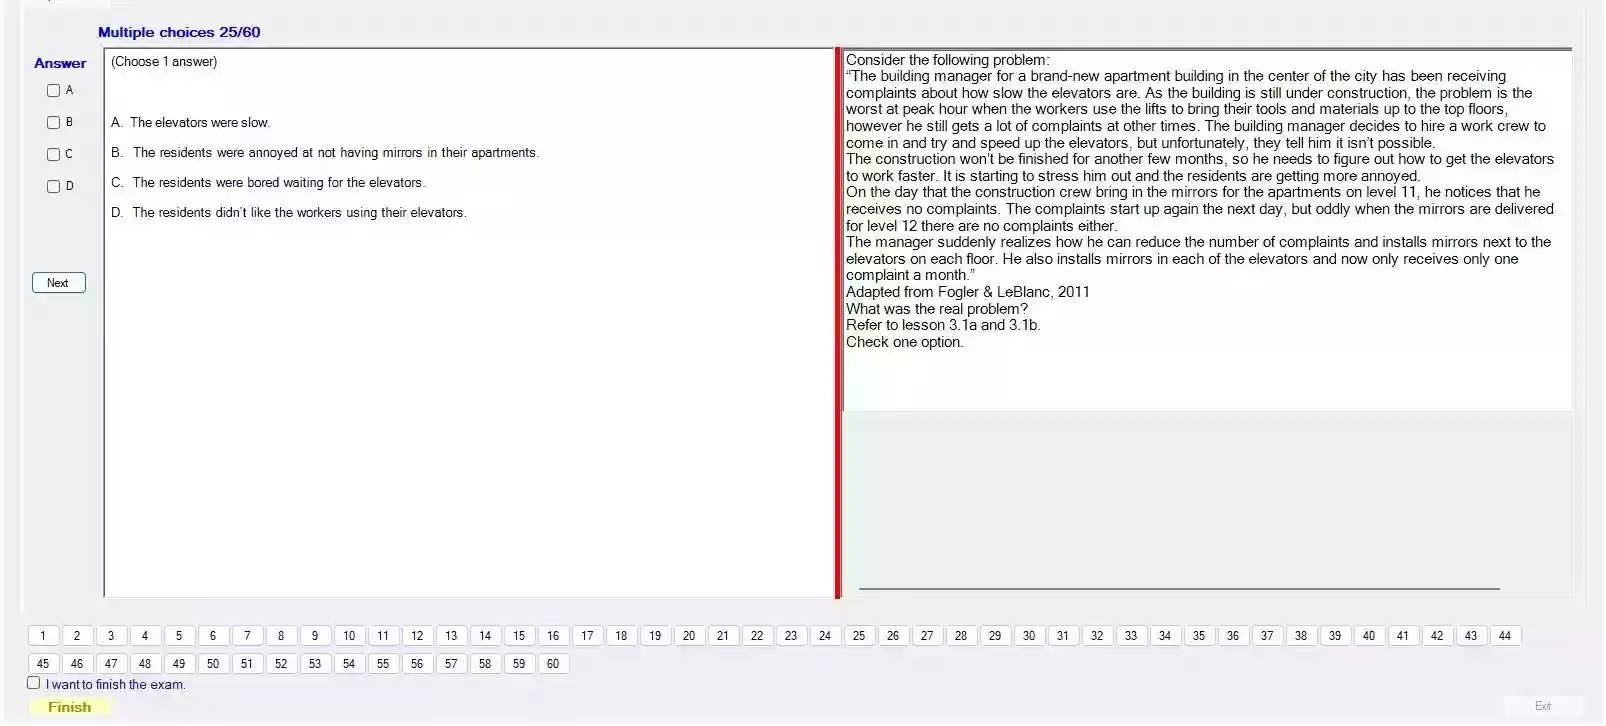 Multiple choices 25/60
Answer
A
B
C
D
Next
(Choose 1 answer)
A. The elevators were slow.
B. The residents were annoyed at not having mirrors in their apartments.
C. The residents were bored waiting for the elevators.
D. The residents didn't like the workers using their elevators.
Consider the following problem:
“The building manager for a brand-new apartment building in the center of the city has been receiving
complaints about how slow the elevators are. As the building is still under construction, the problem is the
worst at peak hour when the workers use the lifts to bring their tools and materials up to the top floors,
however he still gets a lot of complaints at other times. The building manager decides to hire a work crew to
come in and try and speed up the elevators, but unfortunately, they tell him it isn’t possible.
The construction won’t be finished for another few months, so he needs to figure out how to get the elevators
to work faster. It is starting to stress him out and the residents are getting more annoyed.
On the day that the construction crew bring in the mirrors for the apartments on level 11, he notices that he
receives no complaints. The complaints start up again the next day, but oddly when the mirrors are delivered
for level 12 there are no complaints either.
The manager suddenly realizes how he can reduce the number of complaints and installs mirrors next to the
elevators on each floor. He also installs mirrors in each of the elevators and now only receives only one
complaint a month.”
Adapted from Fogler & LeBlanc, 2011
What was the real problem?
Refer to lesson 3.1a and 3.1b.
Check one option.
1 2 3 4 5 6 7 8 9 10 11 12 13 14 15 16 17 18 19 20 21 22 23 24 25 26 27 28 29 30 31 32 33 34 35 36 37 38 39 40 41 42 43 44
45 46 47 48 49 50 51 52 53 54 55 56 57 58 59 60
I want to finish the exam.
Finish
Exit